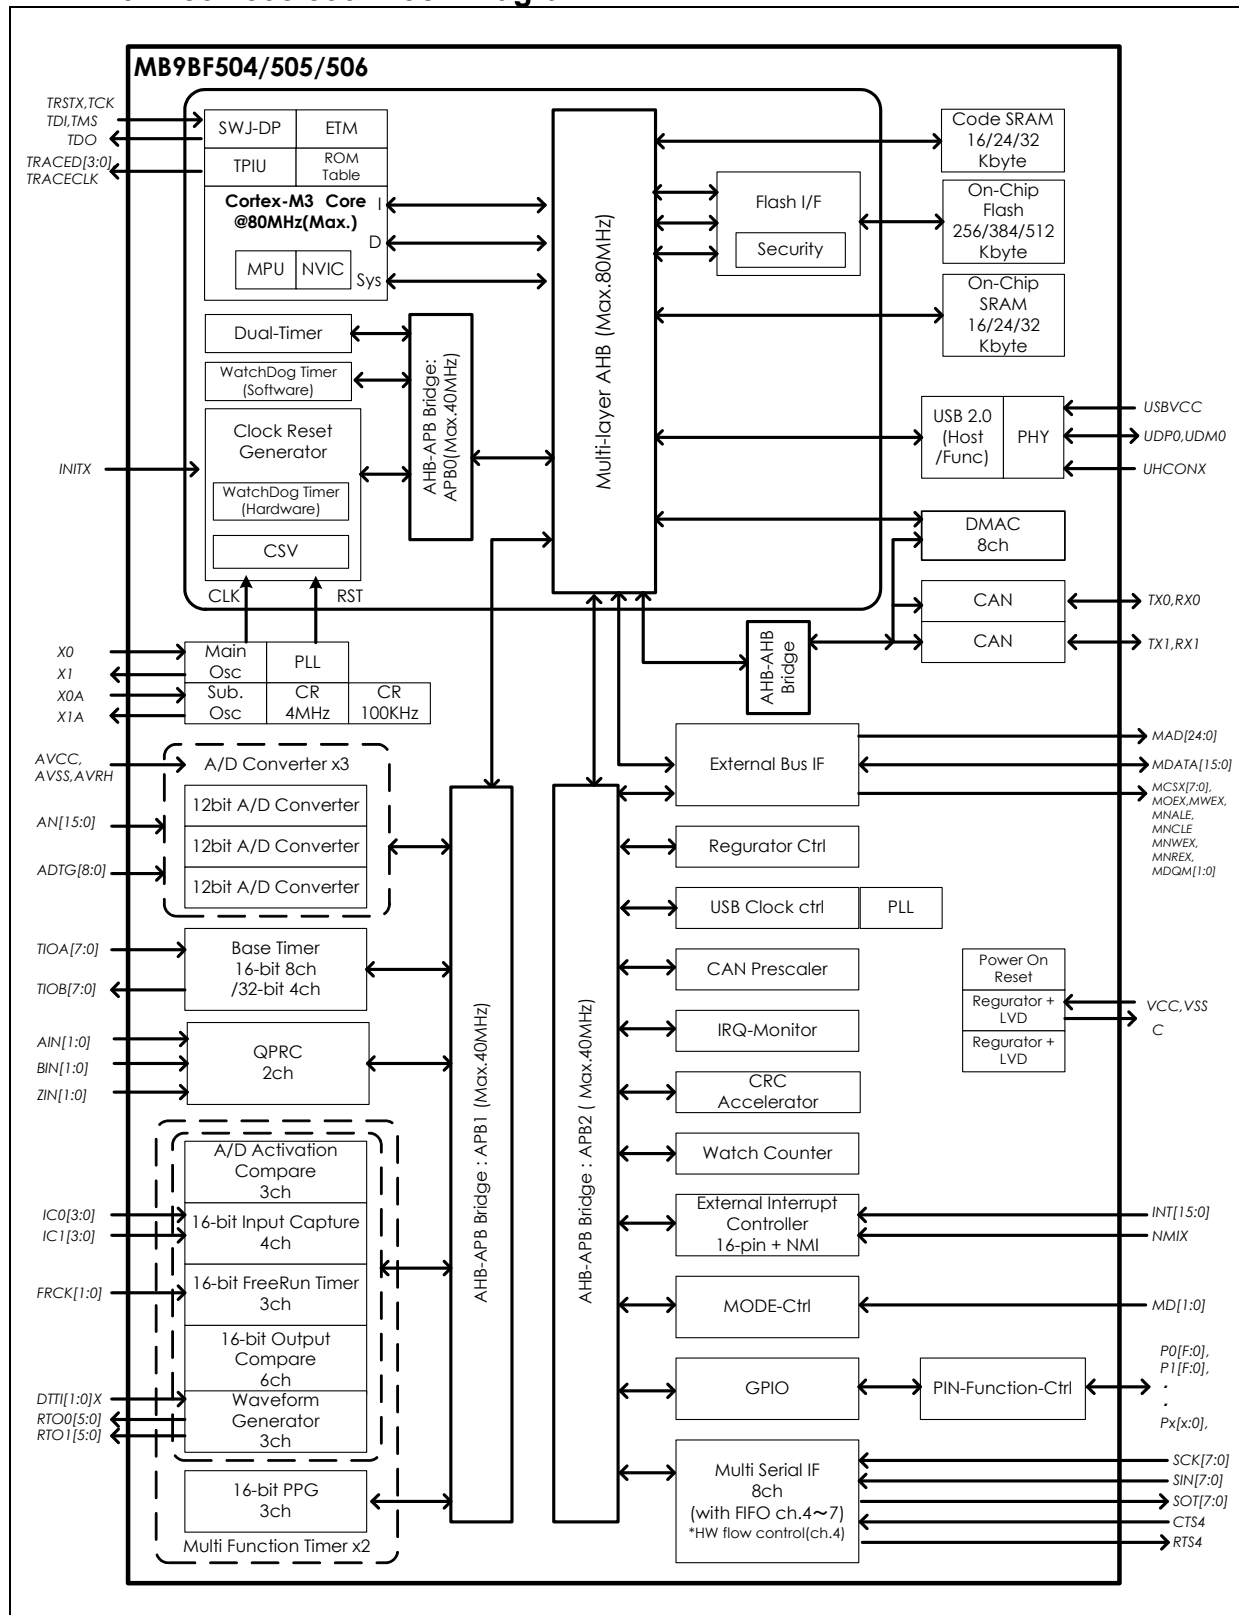 MB9BF504/505/506
TRSTX,TCK
TDI,TMS
TDO
TRACED[3:0]
TRACECLK
SWJ-DP
ETM
TPIU
ROM
Table
Cortex-M3 Core
@80MHz(Max.)
I
D
Sys
MPU
NVIC
Dual-Timer
WatchDog Timer
(Software)
Clock Reset
Generator
WatchDog Timer
(Hardware)
CSV
CLK
RST
INITX
AHB-APB Bridge:
APB0(Max.40MHz)
Multi-layer AHB (Max.80MHz)
Flash I/F
Security
Code SRAM
16/24/32
Kbyte
On-Chip
Flash
256/384/512
Kbyte
On-Chip
SRAM
16/24/32
Kbyte
USB 2.0
(Host
/Func)
PHY
USBVCC
UDP0,UDM0
UHCONX
DMAC
8ch
CAN
TX0,RX0
CAN
TX1,RX1
AHB-AHB
Bridge
X0
X1
X0A
X1A
Main
Osc
PLL
Sub.
Osc
CR
4MHz
CR
100KHz
AVCC,
AVSS,AVRH
AN[15:0]
ADTG[8:0]
A/D Converter x3
12bit A/D Converter
12bit A/D Converter
12bit A/D Converter
TIOA[7:0]
TIOB[7:0]
Base Timer
16-bit 8ch
/32-bit 4ch
AIN[1:0]
BIN[1:0]
ZIN[1:0]
QPRC
2ch
A/D Activation
Compare
3ch
IC0[3:0]
IC1[3:0]
16-bit Input Capture
4ch
FRCK[1:0]
16-bit FreeRun Timer
3ch
16-bit Output
Compare
6ch
DTTI[1:0]X
RTO0[5:0]
RTO1[5:0]
Waveform
Generator
3ch
16-bit PPG
3ch
Multi Function Timer x2
AHB-APB Bridge : APB1 (Max.40MHz)
AHB-APB Bridge : APB2 ( Max.40MHz)
External Bus IF
MAD[24:0]
MDATA[15:0]
MCSX[7:0],
MOEX,MWEX,
MNALE,
MNCLE
MNWEX,
MNREX,
MDQM[1:0]
Regurator Ctrl
USB Clock ctrl
PLL
CAN Prescaler
Power On
Reset
Regurator +
LVD
Regurator +
LVD
VCC,VSS
C
IRQ-Monitor
CRC
Accelerator
Watch Counter
External Interrupt
Controller
16-pin + NMI
INT[15:0]
NMIX
MODE-Ctrl
MD[1:0]
GPIO
PIN-Function-Ctrl
P0[F:0],
P1[F:0],
.
.
Px[x:0],
Multi Serial IF
8ch
(with FIFO ch.4～7)
*HW flow control(ch.4)
SCK[7:0]
SIN[7:0]
SOT[7:0]
CTS4
RTS4